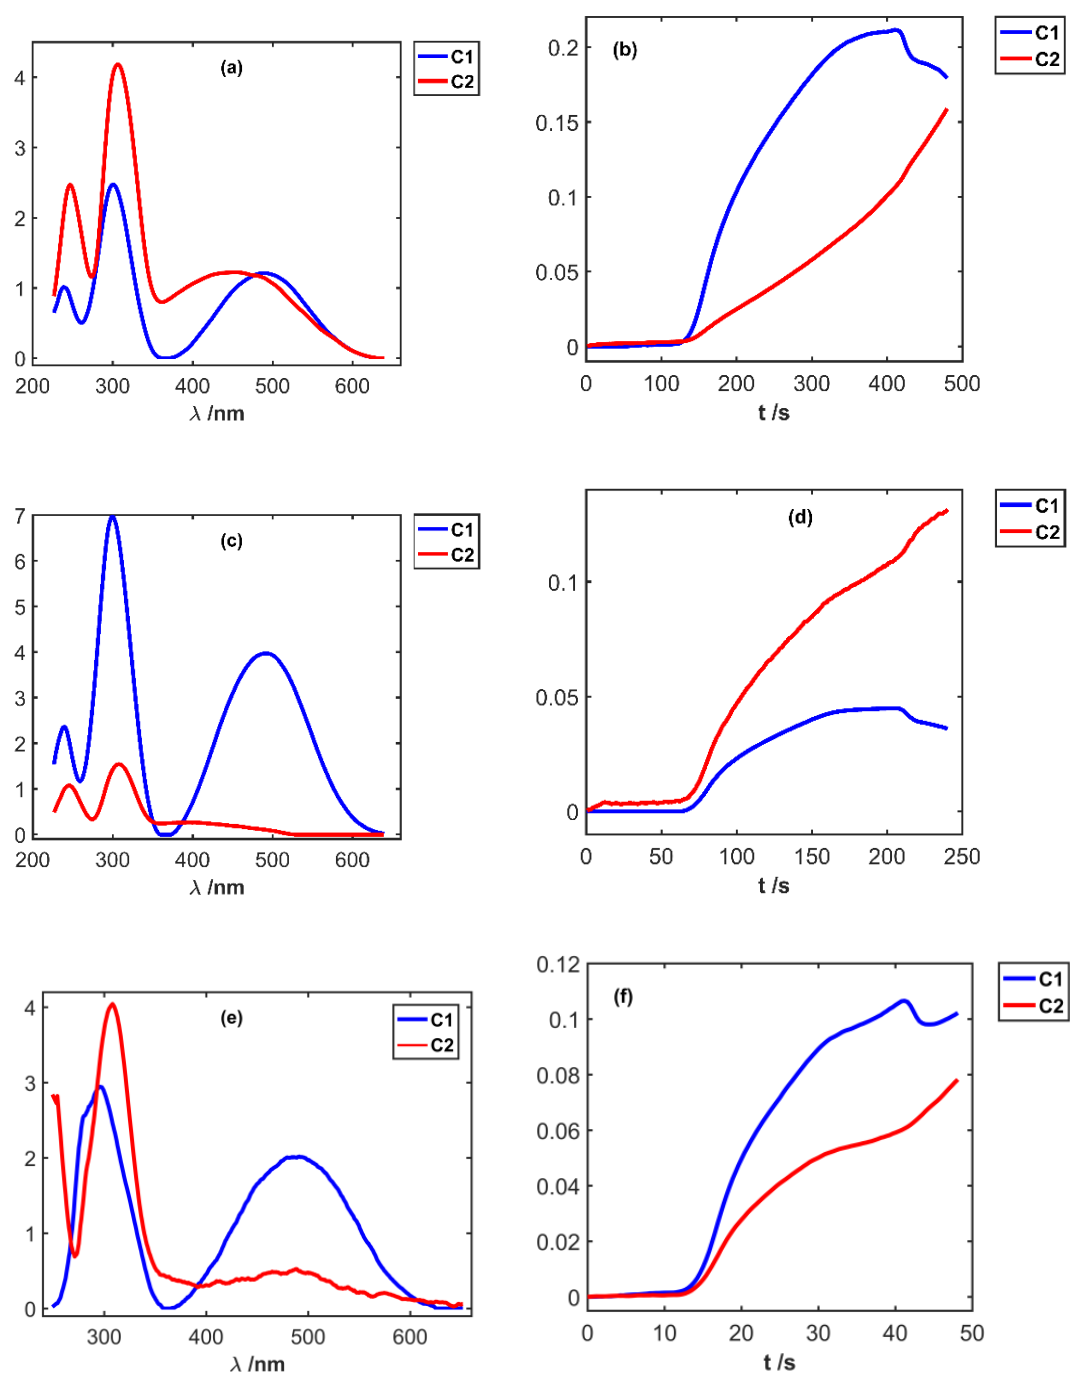 (a)
C1
C2
4
3
2
1
0
200 300 400 500 600
λ /nm
(b)
C1
C2
0.2
0.15
0.1
0.05
0
0 100 200 300 400 500
t /s
(c)
C1
C2
7
6
5
4
3
2
1
0
200 300 400 500 600
λ /nm
(d)
C1
C2
0.1
0.05
0
0 50 100 150 200 250
t /s
(e)
C1
C2
4
3
2
1
0
300 400 500 600
λ /nm
(f)
C1
C2
0.12
0.1
0.08
0.06
0.04
0.02
0
0 10 20 30 40 50
t /s